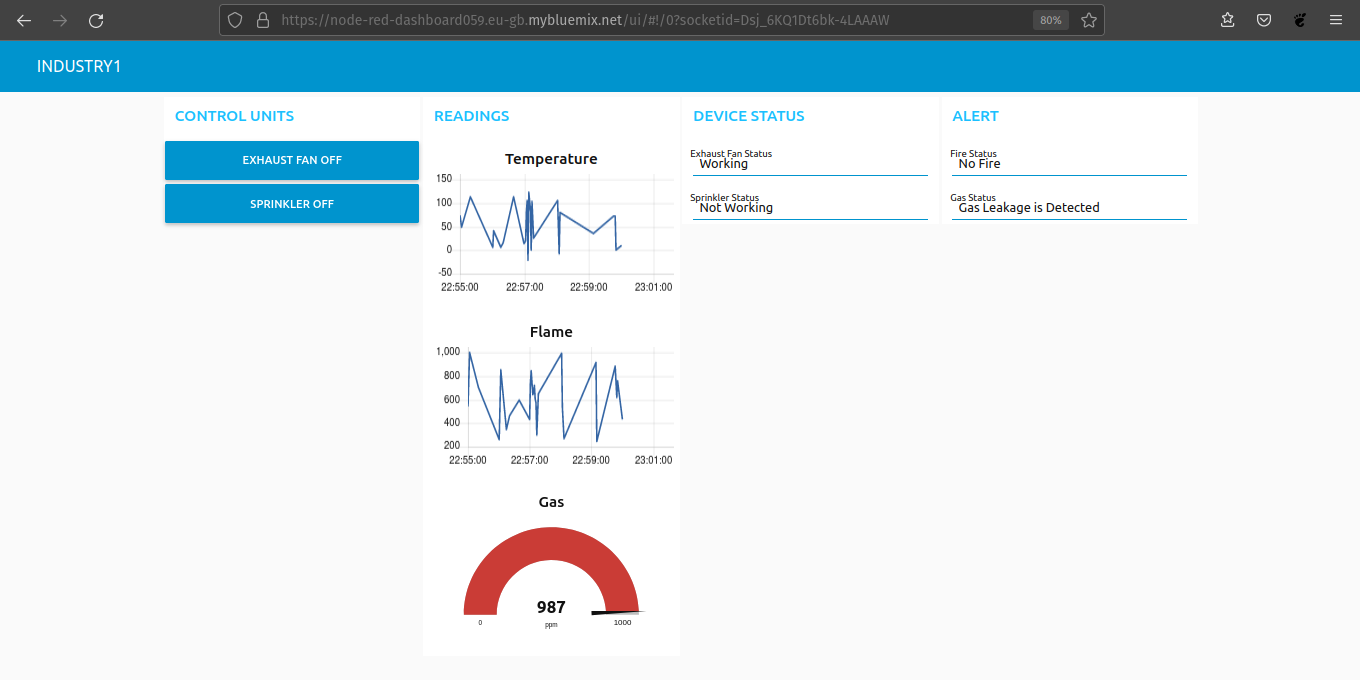 https://node-red-dashboard059.eu-gb.mybluemix.net/ui/#!/0?socketid=Dsj_6KQ1Dt6bk-4LAAAW
80%
INDUSTRY1
CONTROL UNITS
EXHAUST FAN OFF
SPRINKLER OFF
READINGS
Temperature
150
100
50
0
-50
22:55:00 22:57:00 22:59:00 23:01:00
Flame
1,000
800
600
400
200
22:55:00 22:57:00 22:59:00 23:01:00
Gas
987
ppm
0 1000
DEVICE STATUS
Exhaust Fan Status
Working
Sprinkler Status
Not Working
ALERT
Fire Status
No Fire
Gas Status
Gas Leakage is Detected